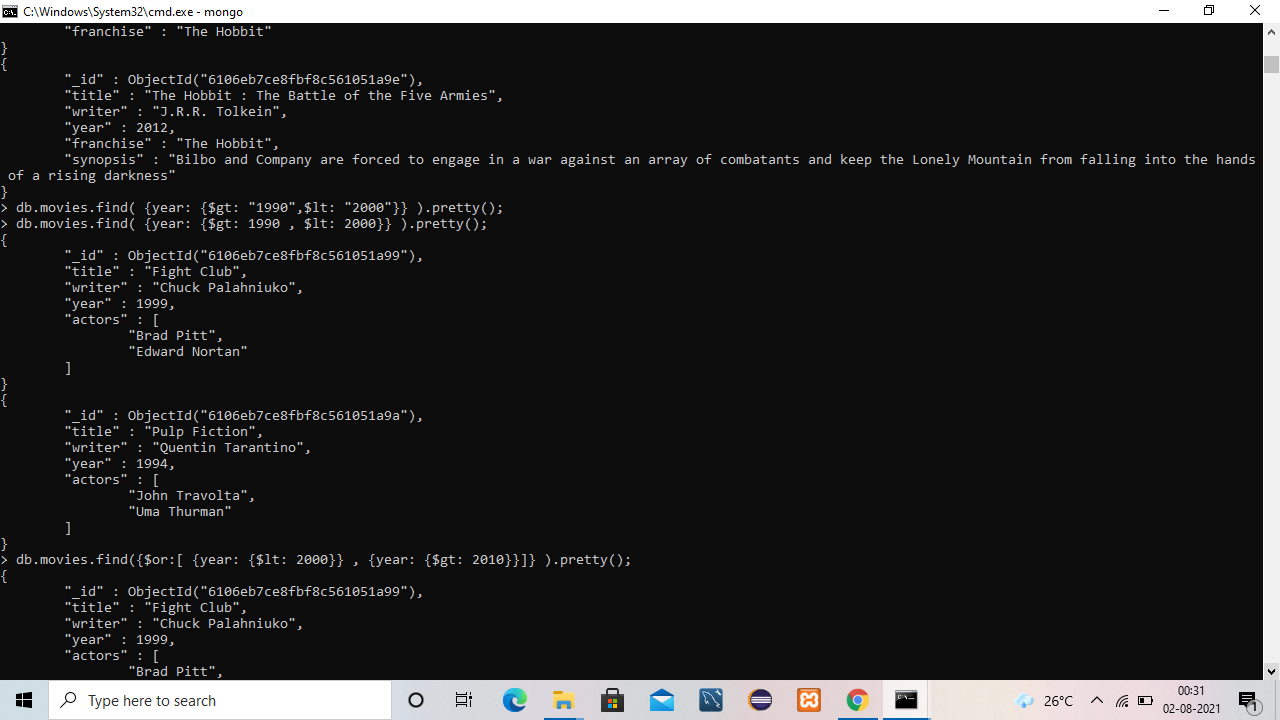 C:\Windows\System32\cmd.exe - mongo
"franchise" : "The Hobbit"
}
{
"_id" : ObjectId("6106eb7ce8fbf8c561051a9e"),
"title" : "The Hobbit : The Battle of the Five Armies",
"writer" : "J.R.R. Tolkein",
"year" : 2012,
"franchise" : "The Hobbit",
"synopsis" : "Bilbo and Company are forced to engage in a war against an array of combatants and keep the Lonely Mountain from falling into the hands
of a rising darkness"
}
> db.movies.find( {year: {$gt: "1990",$lt: "2000"}} ).pretty();
> db.movies.find( {year: {$gt: 1990 , $lt: 2000}} ).pretty();
{
"_id" : ObjectId("6106eb7ce8fbf8c561051a99"),
"title" : "Fight Club",
"writer" : "Chuck Palahniuko",
"year" : 1999,
"actors" : [
"Brad Pitt",
"Edward Nortan"
]
}
{
"_id" : ObjectId("6106eb7ce8fbf8c561051a9a"),
"title" : "Pulp Fiction",
"writer" : "Quentin Tarantino",
"year" : 1994,
"actors" : [
"John Travolta",
"Uma Thurman"
]
}
> db.movies.find({$or:[ {year: {$lt: 2000}} , {year: {$gt: 2010}}]} ).pretty();
{
"_id" : ObjectId("6106eb7ce8fbf8c561051a99"),
"title" : "Fight Club",
"writer" : "Chuck Palahniuko",
"year" : 1999,
"actors" : [
"Brad Pitt",
Type here to search
26°C
00:31
02-08-2021
1